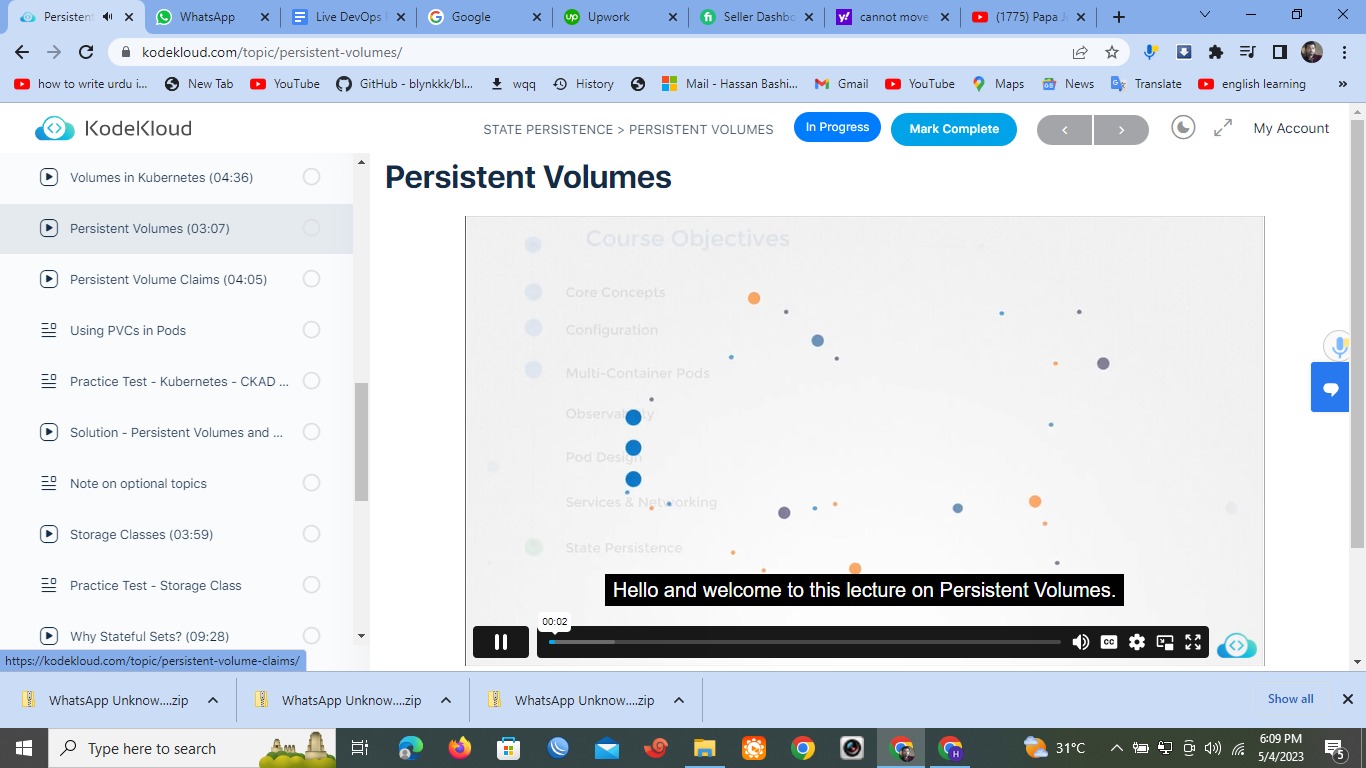 Persistent
WhatsApp
Live DevOps
Google
Upwork
Seller Dashbo
cannot move
(1775) Papa J
kodekloud.com/topic/persistent-volumes/
how to write urdu i...
New Tab
YouTube
GitHub - blynkkk/bl...
wqq
History
Mail - Hassan Bashi...
Gmail
YouTube
Maps
News
Translate
english learning
»
KodeKloud
STATE PERSISTENCE > PERSISTENT VOLUMES
In Progress
Mark Complete
My Account
Volumes in Kubernetes (04:36)
Persistent Volumes (03:07)
Persistent Volume Claims (04:05)
Using PVCs in Pods
Practice Test - Kubernetes - CKAD ...
Solution - Persistent Volumes and ...
Note on optional topics
Storage Classes (03:59)
Practice Test - Storage Class
Why Stateful Sets? (09:28)
https://kodekloud.com/topic/persistent-volume-claims/
Persistent Volumes
Course Objectives
Core Concepts
Configuration
Multi-Container Pods
Observability
Pod Design
Services & Networking
State Persistence
Hello and welcome to this lecture on Persistent Volumes.
00:02
CC
WhatsApp Unknow....zip
WhatsApp Unknow....zip
WhatsApp Unknow....zip
Show all
Type here to search
31°C
6:09 PM
5/4/2023
5